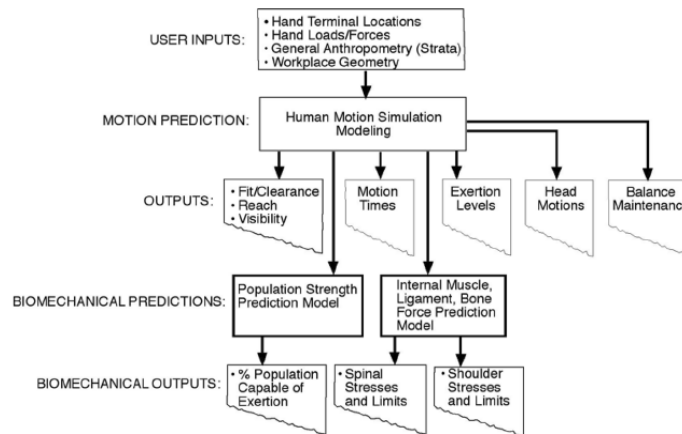 USER INPUTS:
• Hand Terminal Locations
• Hand Loads/Forces
• General Anthropometry (Strata)
• Workplace Geometry
MOTION PREDICTION:
Human Motion Simulation
Modeling
OUTPUTS:
• Fit/Clearance
• Reach
• Visibility
Motion
Times
Exertion
Levels
Head
Motions
Balance
Maintenance
BIOMECHANICAL PREDICTIONS:
Population Strength
Prediction Model
Internal Muscle,
Ligament, Bone
Force Prediction
Model
BIOMECHANICAL OUTPUTS:
• % Population
Capable of
Exertion
• Spinal
Stresses
and Limits
• Shoulder
Stresses
and Limits